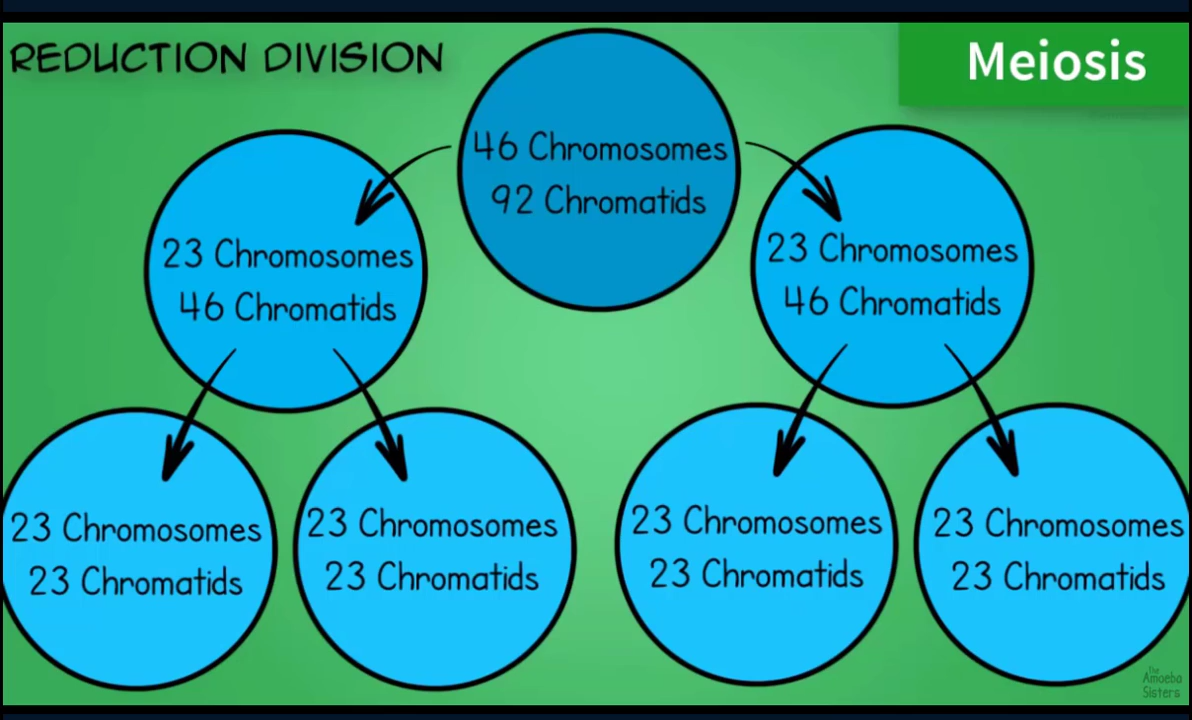 REDUCTION DIVISION
Meiosis
46 Chromosomes
92 Chromatids
23 Chromosomes
46 Chromatids
23 Chromosomes
46 Chromatids
23 Chromosomes
23 Chromatids
23 Chromosomes
23 Chromatids
23 Chromosomes
23 Chromatids
23 Chromosomes
23 Chromatids
The
Amoeba
Sisters